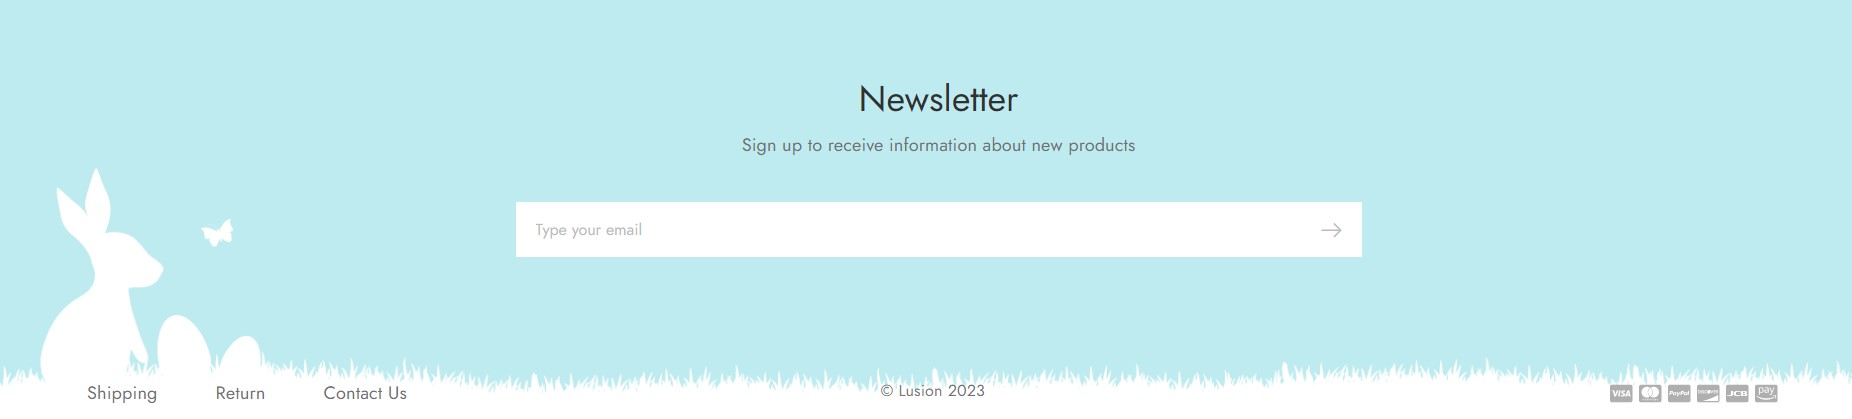 Newsletter
Sign up to receive information about new products
Type your email
Shipping Return Contact Us
© Lusion 2023
VISA PayPal DISCOVER JCB pay